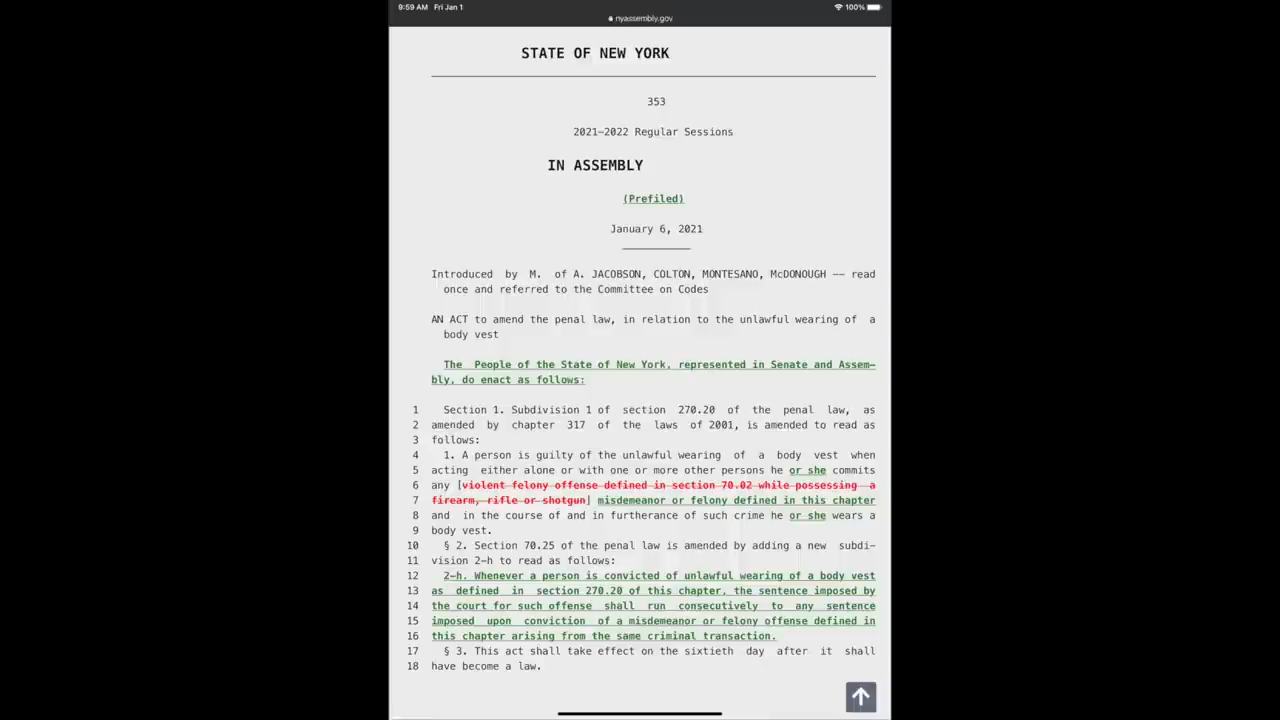 9:59 AM Fri Jan 1 100%
nyassembly.gov
STATE OF NEW YORK
353
2021-2022 Regular Sessions
IN ASSEMBLY
(Prefiled)
January 6, 2021
Introduced by M. of A. JACOBSON, COLTON, MONTESANO, McDONOUGH -- read
once and referred to the Committee on Codes
AN ACT to amend the penal law, in relation to the unlawful wearing of a
body vest
The People of the State of New York, represented in Senate and Assem-
bly, do enact as follows:
1 Section 1. Subdivision 1 of section 270.20 of the penal law, as
2 amended by chapter 317 of the laws of 2001, is amended to read as
3 follows:
4 1. A person is guilty of the unlawful wearing of a body vest when
5 acting either alone or with one or more other persons he or she commits
6 any [violent felony offense defined in section 70.02 while possessing a
7 firearm, rifle or shotgun] misdemeanor or felony defined in this chapter
8 and in the course of and in furtherance of such crime he or she wears a
9 body vest.
10 § 2. Section 70.25 of the penal law is amended by adding a new subdi-
11 vision 2-h to read as follows:
12 2-h. Whenever a person is convicted of unlawful wearing of a body vest
13 as defined in section 270.20 of this chapter, the sentence imposed by
14 the court for such offense shall run consecutively to any sentence
15 imposed upon conviction of a misdemeanor or felony offense defined in
16 this chapter arising from the same criminal transaction.
17 § 3. This act shall take effect on the sixtieth day after it shall
18 have become a law.